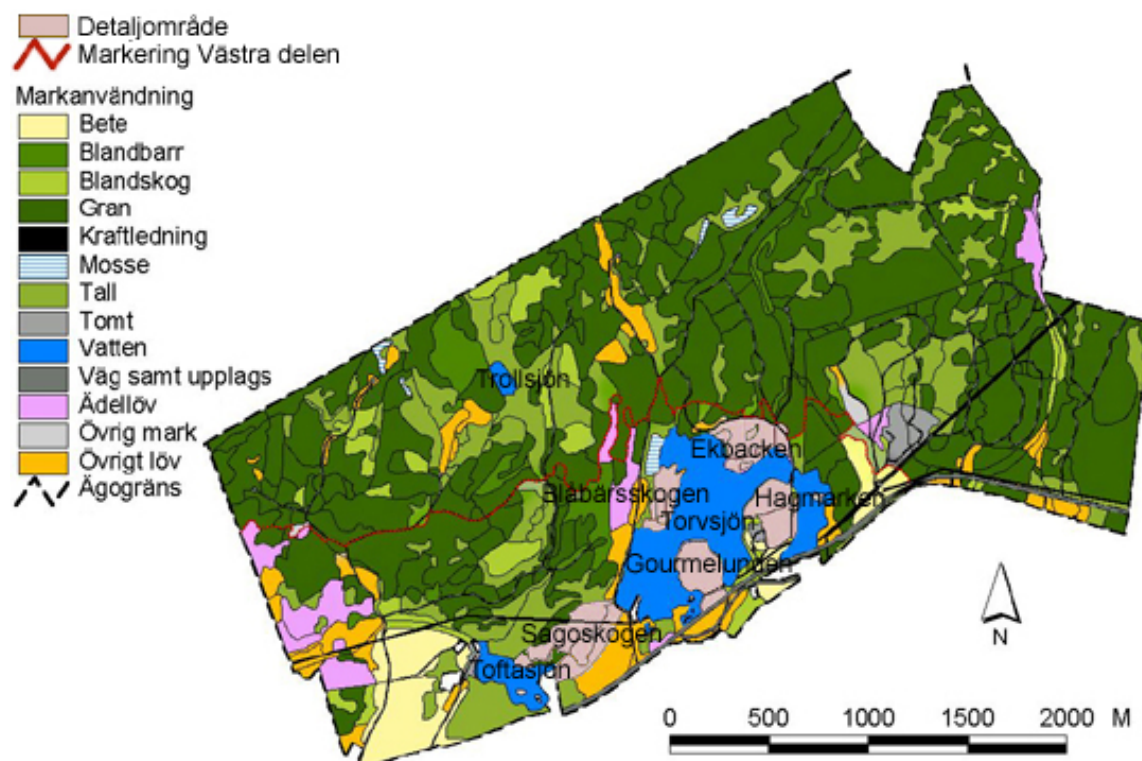 Detaljområde
Markering Västra delen
Markanvändning
Bete
Blandbarr
Blandskog
Gran
Kraftledning
Mosse
Tall
Tomt
Vatten
Väg samt upplags
Ädellöv
Övrig mark
Övrigt löv
Ägogräns
Trollsjön
Ekbacken
Blåbärsskogen
Hagmarken
Torvsjön
Gourmelunden
Sagoskogen
Toftasjön
N
0 500 1000 1500 2000 M